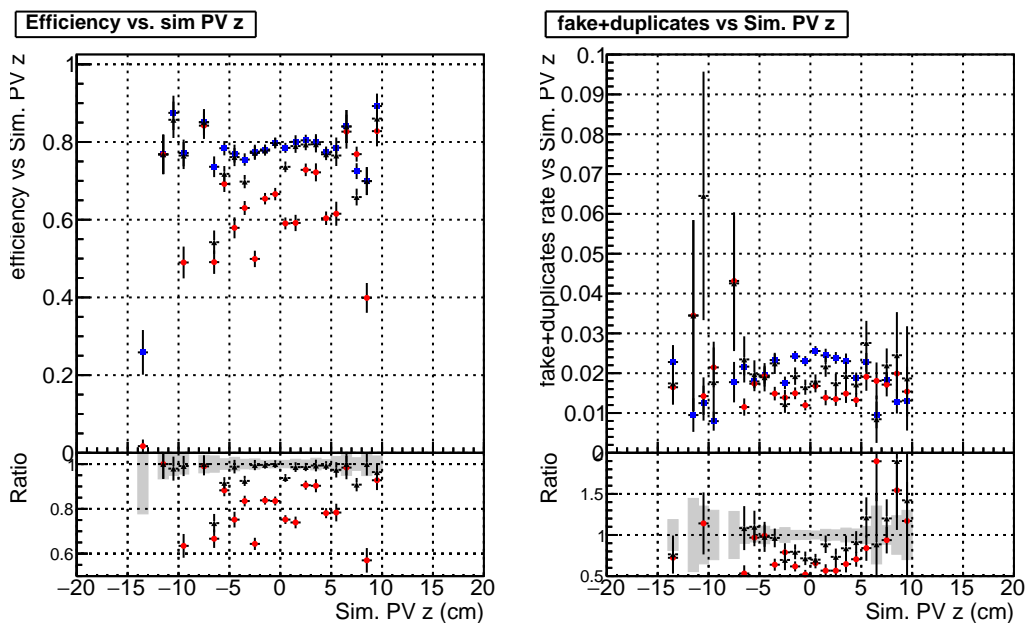 Efficiency vs. sim PV z
efficiency vs Sim. PV z
1
0.8
0.6
0.4
0.2
0
Ratio
1
0.8
0.6
−20 −15 −10 −5 0 5 10 15 20
Sim. PV z (cm)
fake+duplicates vs Sim. PV z
fake+duplicates rate vs Sim. PV z
0.1
0.09
0.08
0.07
0.06
0.05
0.04
0.03
0.02
0.01
0
Ratio
1.5
1
0.5
−20 −15 −10 −5 0 5 10 15 20
Sim. PV z (cm)